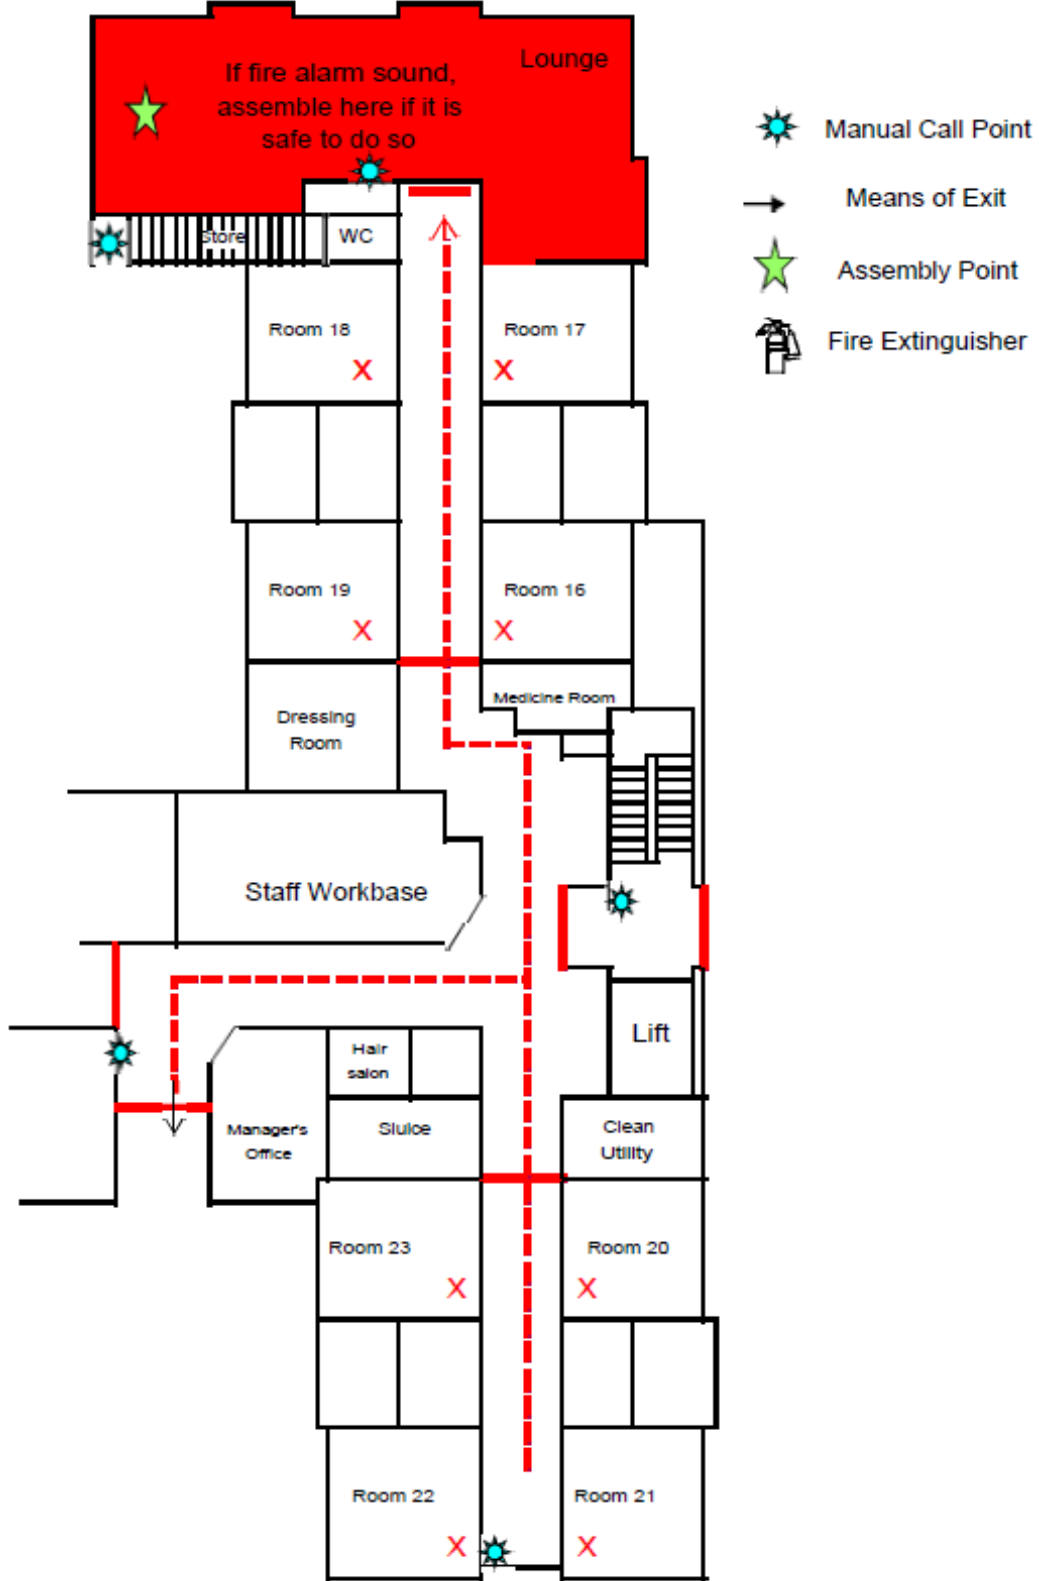 Lounge
If fire alarm sound,
assemble here if it is
safe to do so
Manual Call Point
Means of Exit
Assembly Point
Fire Extinguisher
Store
WC
Room 18
X
Room 17
X
Room 19
X
Room 16
X
Medicine Room
Dressing
Room
Staff Workbase
Lift
Hair
salon
Manager's
Office
Sluice
Clean
Utility
Room 23
X
Room 20
X
Room 22
X
Room 21
X